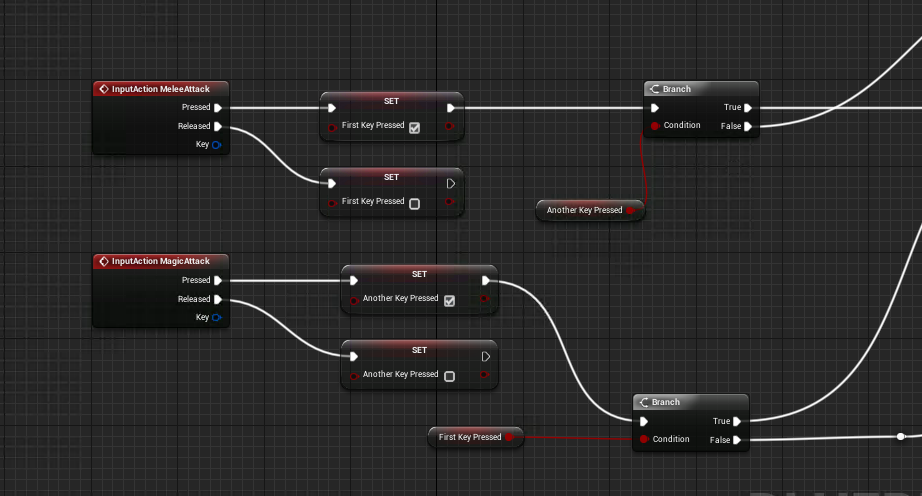 InputAction MeleeAttack
Pressed
Released
Key
SET
First Key Pressed
SET
First Key Pressed
Branch
True
Condition
False
Another Key Pressed
InputAction MagicAttack
Pressed
Released
Key
SET
Another Key Pressed
SET
Another Key Pressed
First Key Pressed
Branch
True
Condition
False